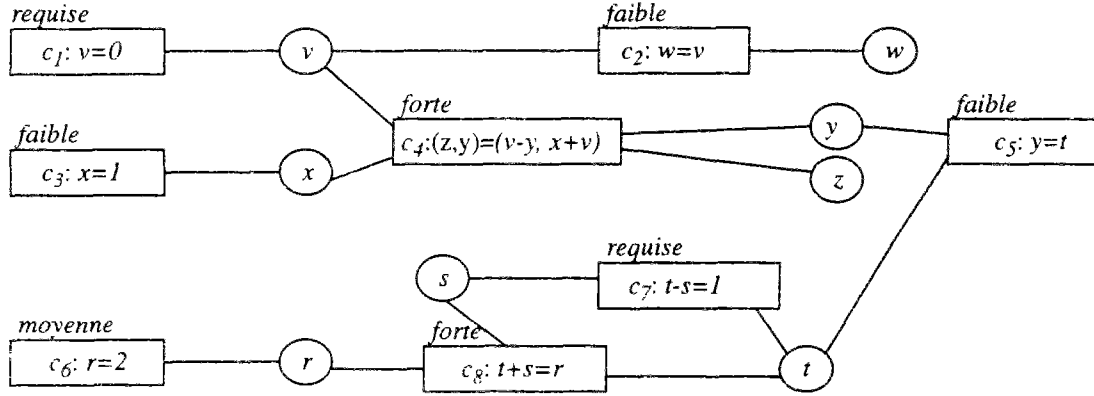 requise
c1: v=0
v
faible
c2: w=v
w
faible
c3: x=1
x
forte
c4:(z,y)=(v-y, x+v)
y
z
faible
c5: y=t
s
requise
c7: t-s=1
moyenne
c6: r=2
r
forte
c8: t+s=r
t